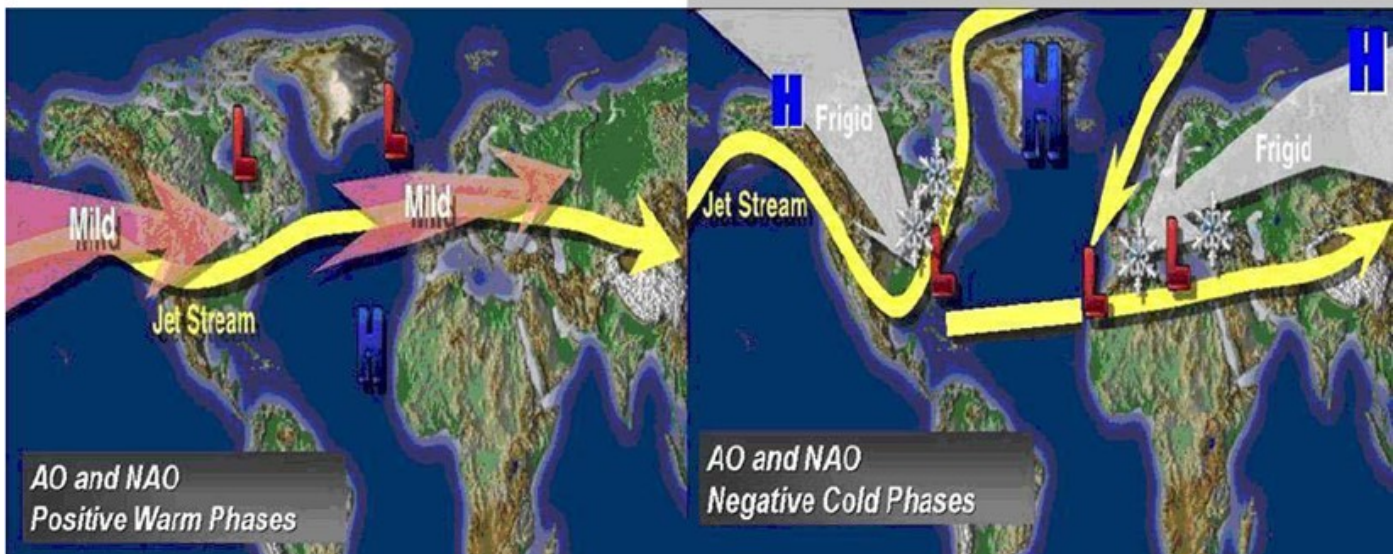 L
L
Mild
Mild
Jet Stream
H
AO and NAO
Positive Warm Phases
H
H
H
Frigid
Frigid
Jet Stream
L
L
L
AO and NAO
Negative Cold Phases